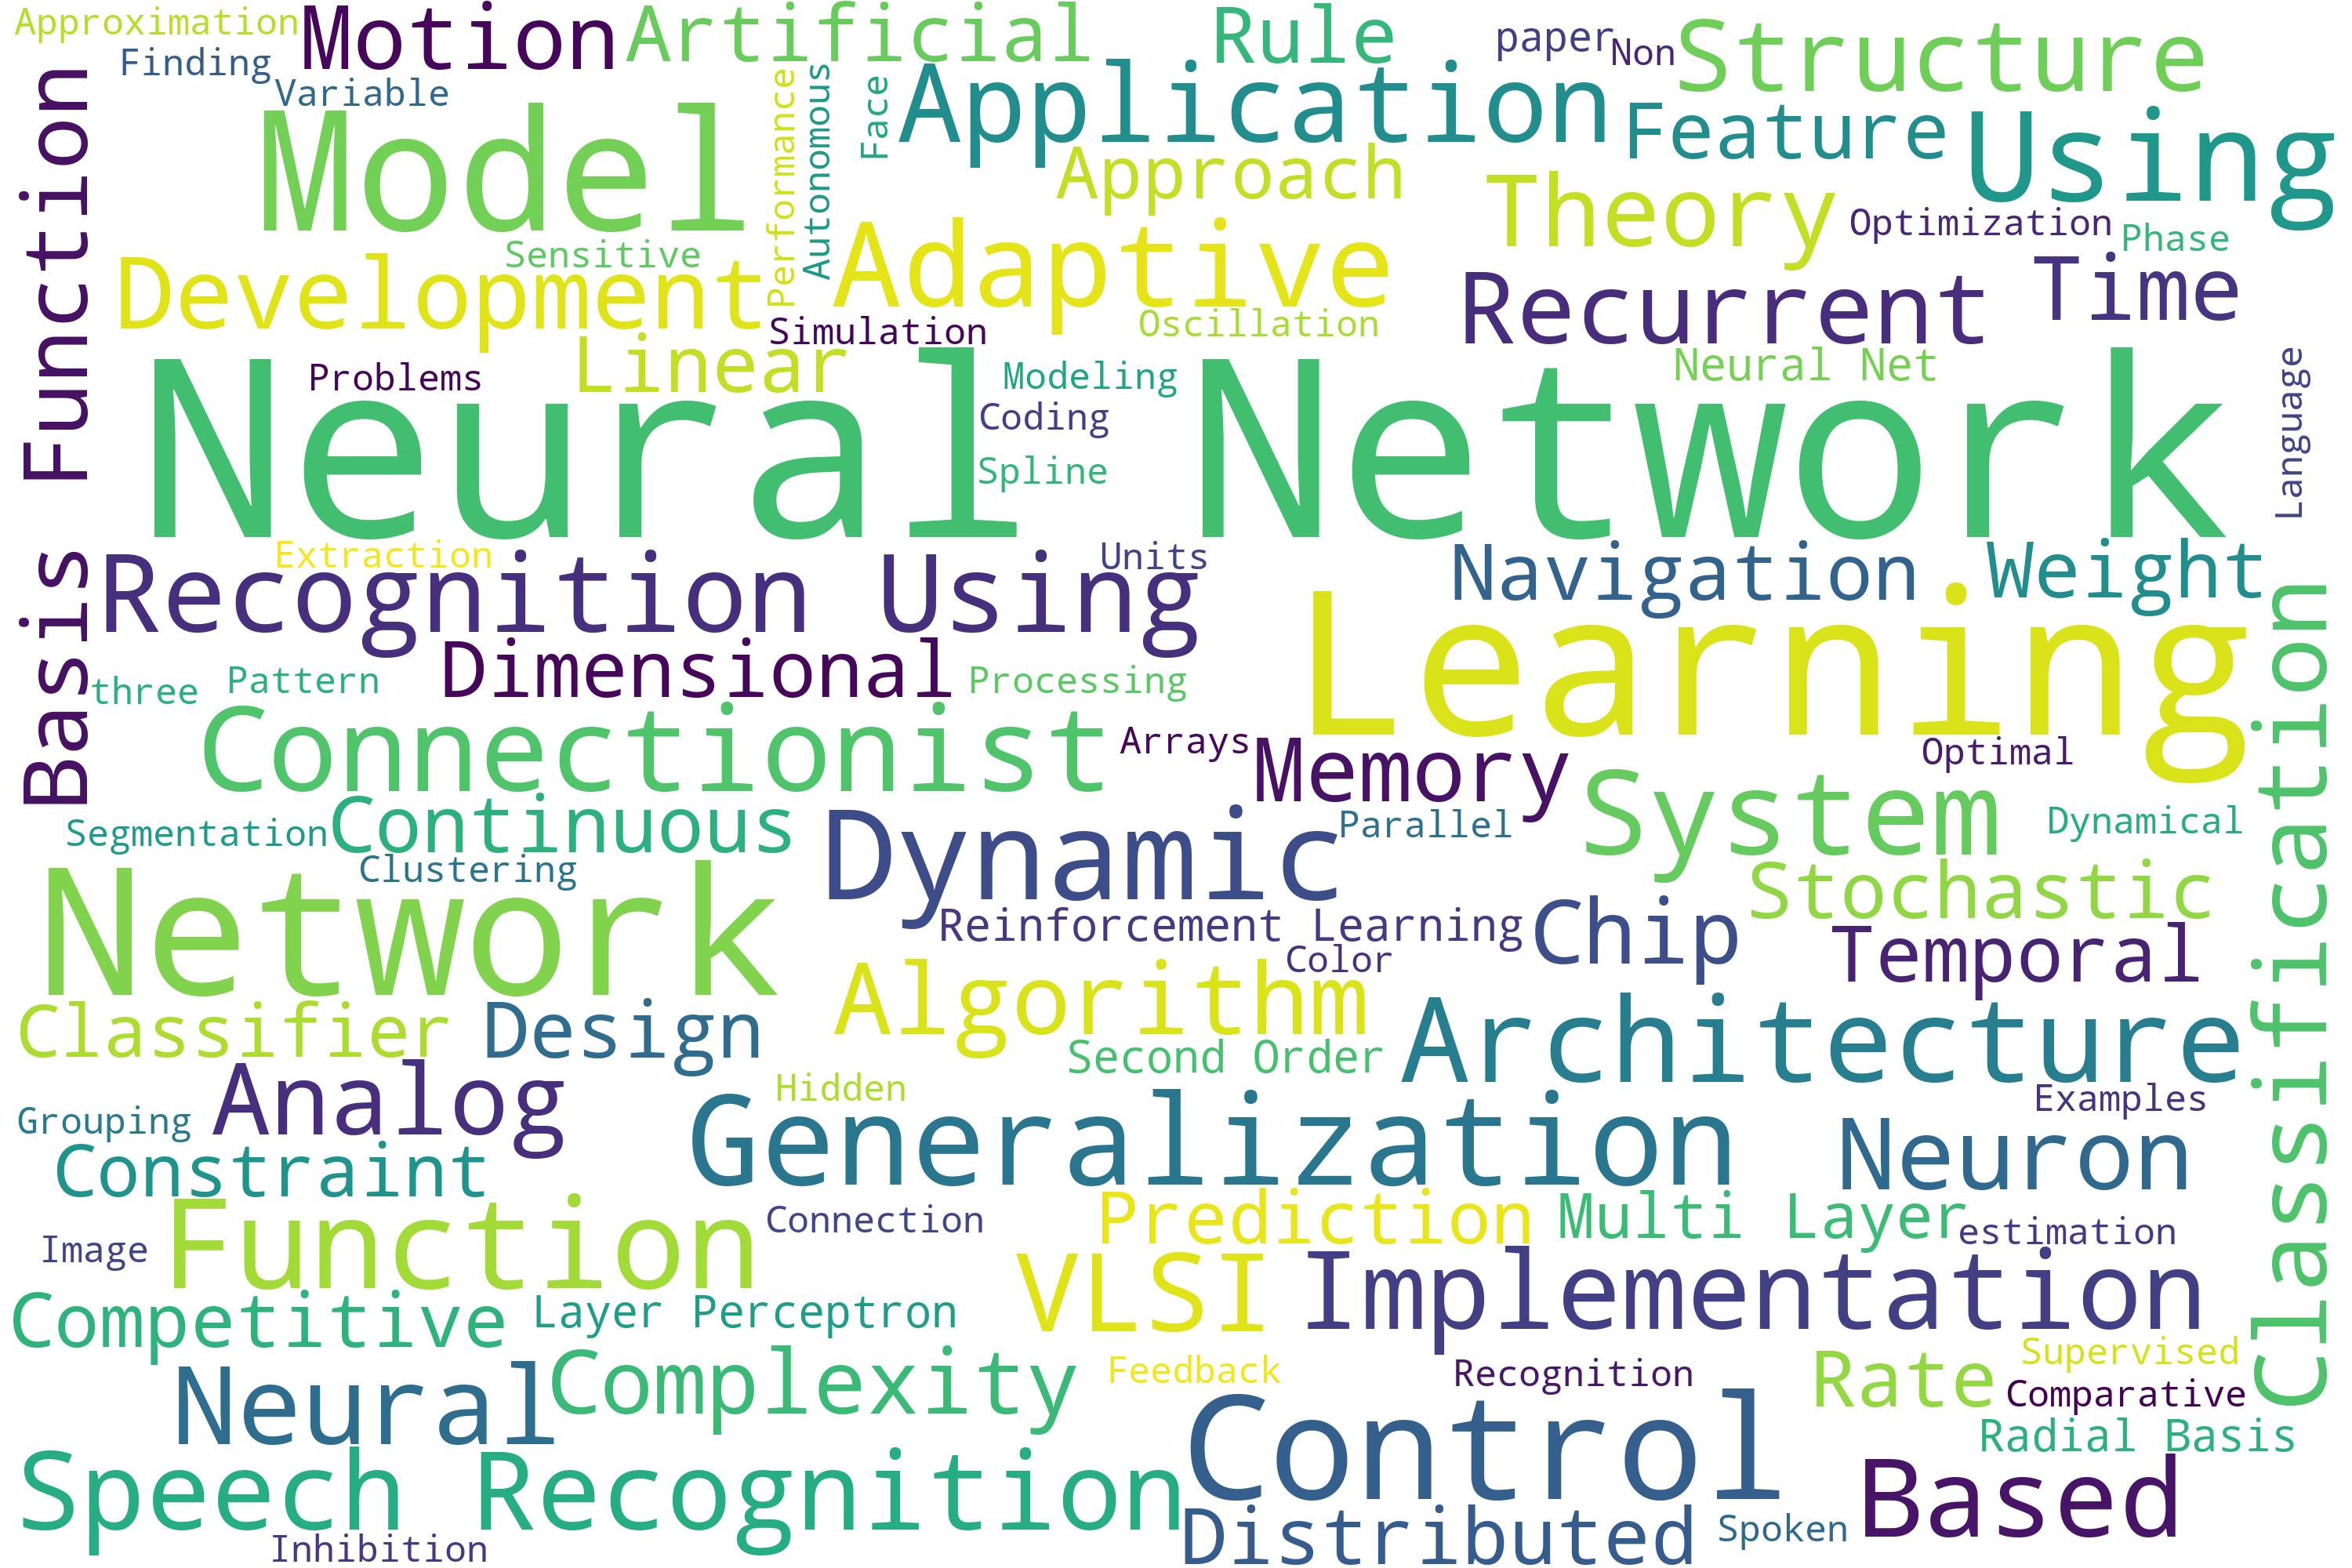 Approximation
Motion
Artificial
Rule
paper
Non
Structure
Finding
Variable
Basis Function
Model
Performance
Autonomous
Face
Application
Feature
Using
Approach
Theory
Optimization
Phase
Sensitive
Development
Adaptive
Recurrent
Time
Simulation
Oscillation
Linear
Problems
Modeling
Neural Net
Language
Neural Network
Coding
Spline
Extraction
Units
Recognition Using
Navigation
Weight
Learning
Dimensional
three
Pattern
Processing
Classification
Connectionist
Arrays
Memory
Optimal
System
Segmentation
Continuous
Dynamic
Parallel
Dynamical
Clustering
Network
Stochastic
Reinforcement Learning
Chip
Temporal
Color
Algorithm
Classifier
Design
Architecture
Second Order
Analog
Hidden
Examples
Grouping
Generalization
Neuron
Constraint
Function
Connection
Prediction
Multi Layer
estimation
Image
VLSI
Implementation
Competitive
Layer Perceptron
Neural
Complexity
Feedback
Recognition
Rate
Supervised
Comparative
Control
Radial Basis
Speech Recognition
Based
Distributed
Spoken
Inhibition